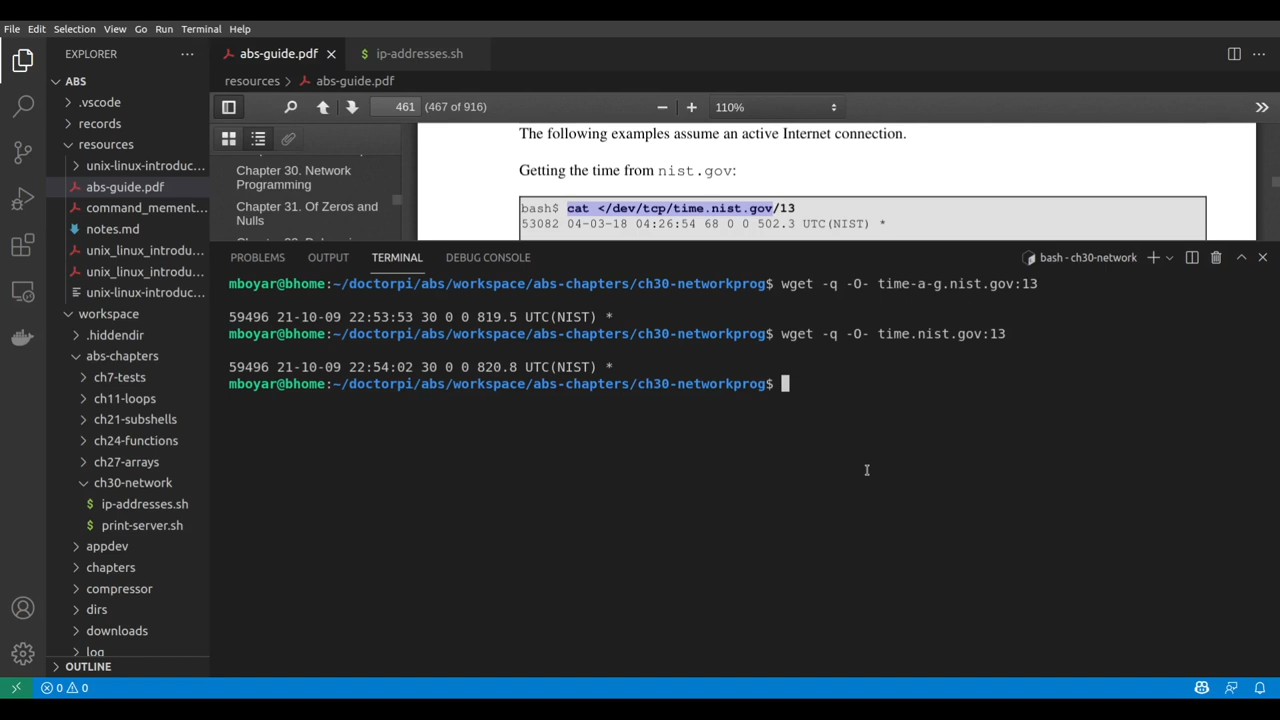 File Edit Selection View Go Run Terminal Help
EXPLORER
ABS
.vscode
records
resources
unix-linux-introduc...
abs-guide.pdf
command_mement...
notes.md
unix_linux_introdu...
unix_linux_introdu...
unix-linux-introduc...
workspace
.hiddendir
abs-chapters
ch7-tests
ch11-loops
ch21-subshells
ch24-functions
ch27-arrays
ch30-network
ip-addresses.sh
print-server.sh
appdev
chapters
compressor
dirs
downloads
log
OUTLINE
abs-guide.pdf
ip-addresses.sh
resources > abs-guide.pdf
461 (467 of 916)
110%
Chapter 30. Network
Programming
Chapter 31. Of Zeros and
Nulls
The following examples assume an active Internet connection.
Getting the time from nist.gov:
bash$ cat </dev/tcp/time.nist.gov/13
53082 04-03-18 04:26:54 68 0 0 502.3 UTC(NIST) *
PROBLEMS OUTPUT TERMINAL DEBUG CONSOLE
bash - ch30-network
mboyar@bhome:~/doctorpi/abs/workspace/abs-chapters/ch30-networkprog$ wget -q -O- time-a-g.nist.gov:13
59496 21-10-09 22:53:53 30 0 0 819.5 UTC(NIST) *
mboyar@bhome:~/doctorpi/abs/workspace/abs-chapters/ch30-networkprog$ wget -q -O- time.nist.gov:13
59496 21-10-09 22:54:02 30 0 0 820.8 UTC(NIST) *
mboyar@bhome:~/doctorpi/abs/workspace/abs-chapters/ch30-networkprog$
0 0